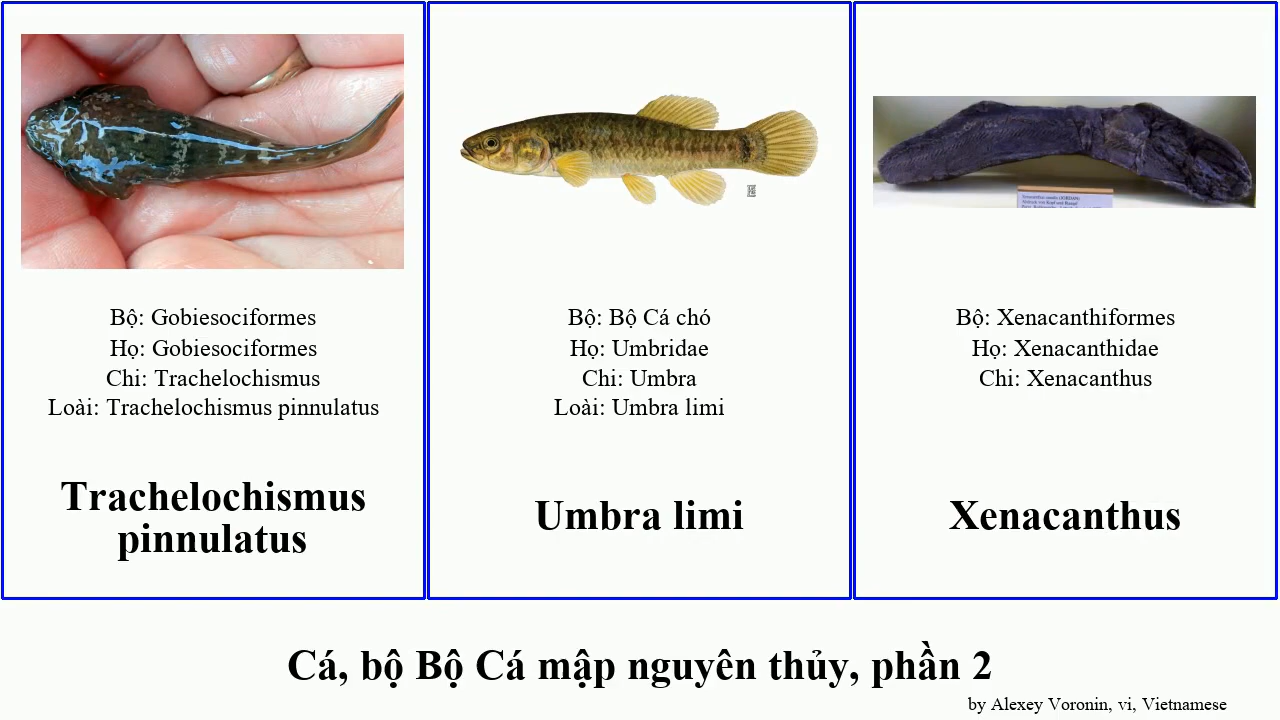 Bộ: Gobiesociformes
Họ: Gobiesociformes
Chi: Trachelochismus
Loài: Trachelochismus pinnulatus
Trachelochismus
pinnulatus
Bộ: Bộ Cá chó
Họ: Umbridae
Chi: Umbra
Loài: Umbra limi
Umbra limi
Bộ: Xenacanthiformes
Họ: Xenacanthidae
Chi: Xenacanthus
Xenacanthus
Cá, bộ Bộ Cá mập nguyên thủy, phần 2
by Alexey Voronin, vi, Vietnamese